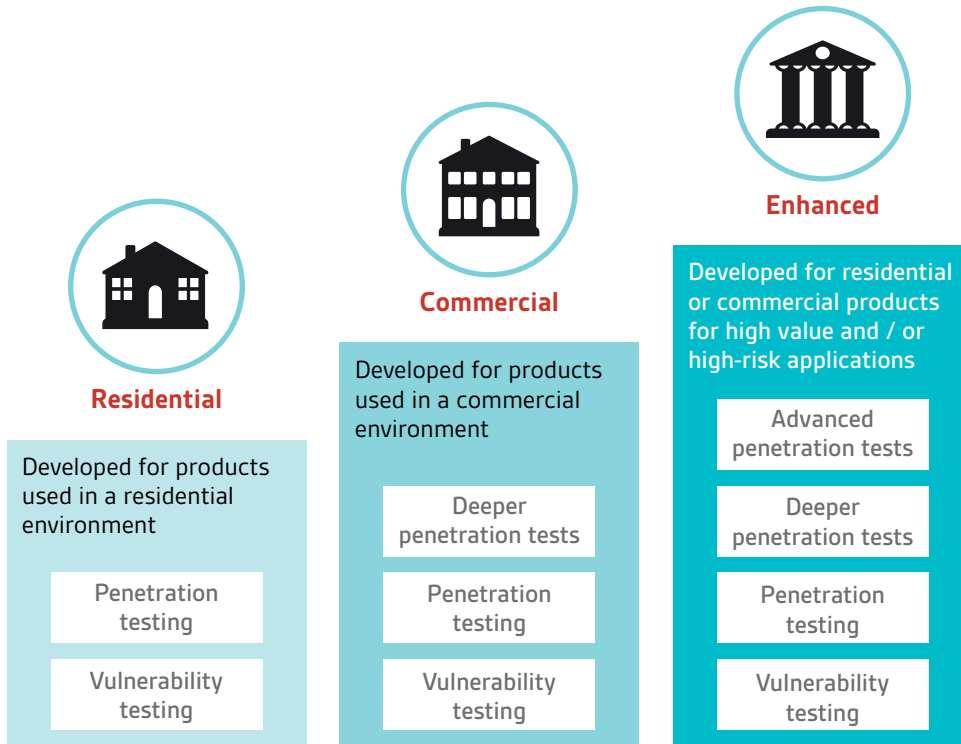 Residential
Developed for products
used in a residential
environment
Penetration
testing
Vulnerability
testing
Commercial
Developed for products
used in a commercial
environment
Deeper
penetration tests
Penetration
testing
Vulnerability
testing
Enhanced
Developed for residential
or commercial products
for high value and / or
high-risk applications
Advanced
penetration tests
Deeper
penetration tests
Penetration
testing
Vulnerability
testing